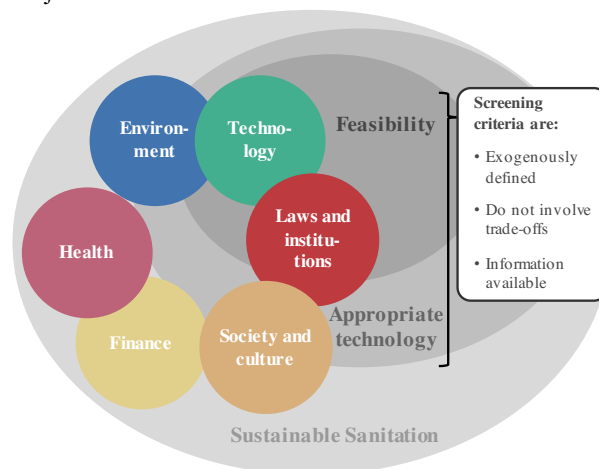 Environ-
ment
Techno-
logy
Feasibility
Health
Laws and
institu-
tions
Finance
Society and
culture
Appropriate
technology
Sustainable Sanitation
Screening
criteria are:
• Exogenously
defined
• Do not involve
trade-offs
• Information
available